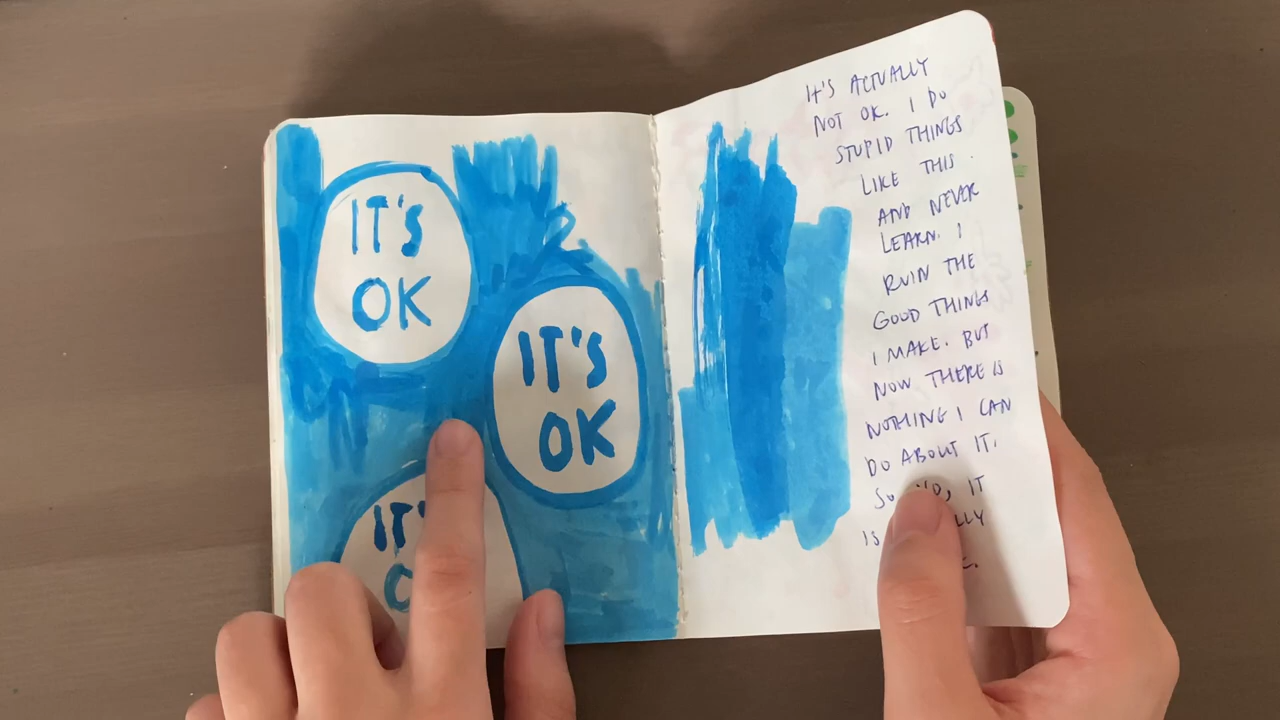 IT'S
OK
IT'S
OK
IT'S ACTUALLY
NOT OK. I DO
STUPID THINGS
LIKE THIS
AND NEVER
LEARN. I
RUIN THE
GOOD THINGS
I MAKE. BUT
NOW THERE IS
NOTHING I CAN
DO ABOUT IT.
IT
IS